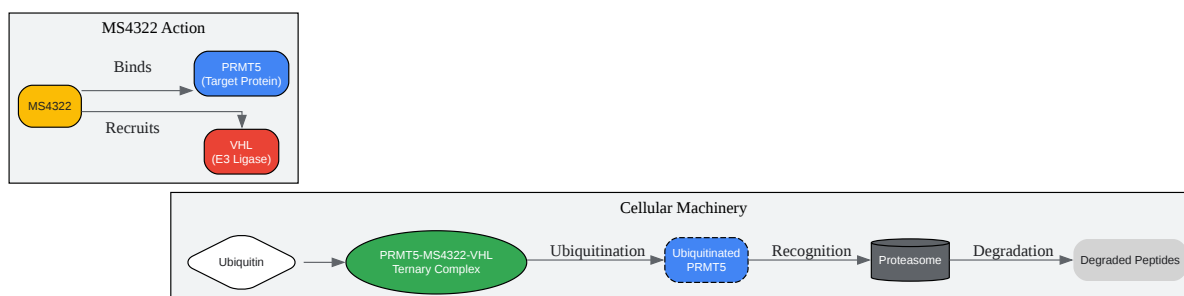 MS4322 Action
Binds
PRMT5
(Target Protein)
MS4322
Recruits
VHL
(E3 Ligase)
Cellular Machinery
Ubiquitin
PRMT5-MS4322-VHL
Ternary Complex
Ubiquitination
Ubiquitinated
PRMT5
Recognition
Proteasome
Degradation
Degraded Peptides